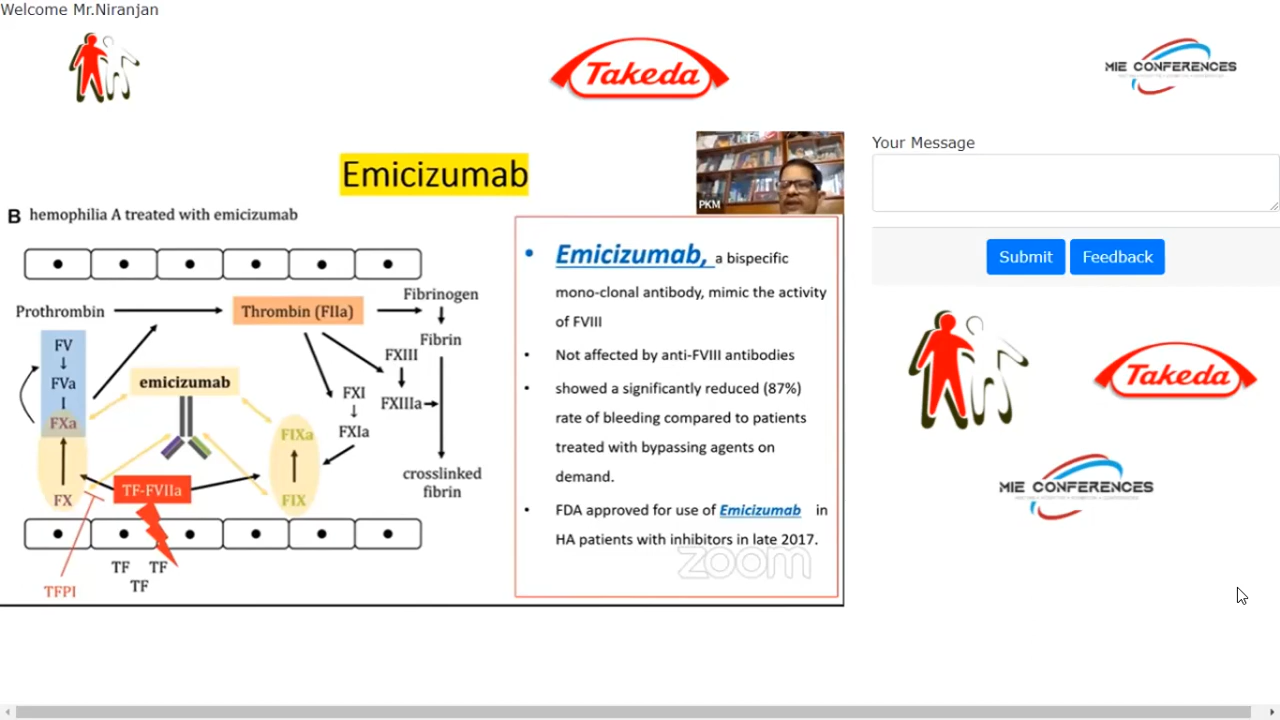 Welcome Mr.Niranjan
Takeda
MIE CONFERENCES
Your Message
Emicizumab
PKM
B hemophilia A treated with emicizumab
Submit
Feedback
Emicizumab, a bispecific
mono-clonal antibody, mimic the activity
of FVIII
Not affected by anti-FVIII antibodies
showed a significantly reduced (87%)
rate of bleeding compared to patients
treated with bypassing agents on
demand.
FDA approved for use of Emicizumab in
HA patients with inhibitors in late 2017.
zoom
Prothrombin
Thrombin (FIIa)
Fibrinogen
Fibrin
FV
FVa
FXa
FX
emicizumab
FXIII
FXIIIa
FXI
FXIa
FIXa
FIX
crosslinked
fibrin
TF-FVIIa
TF TF
TF
TFPI
Takeda
MIE CONFERENCES